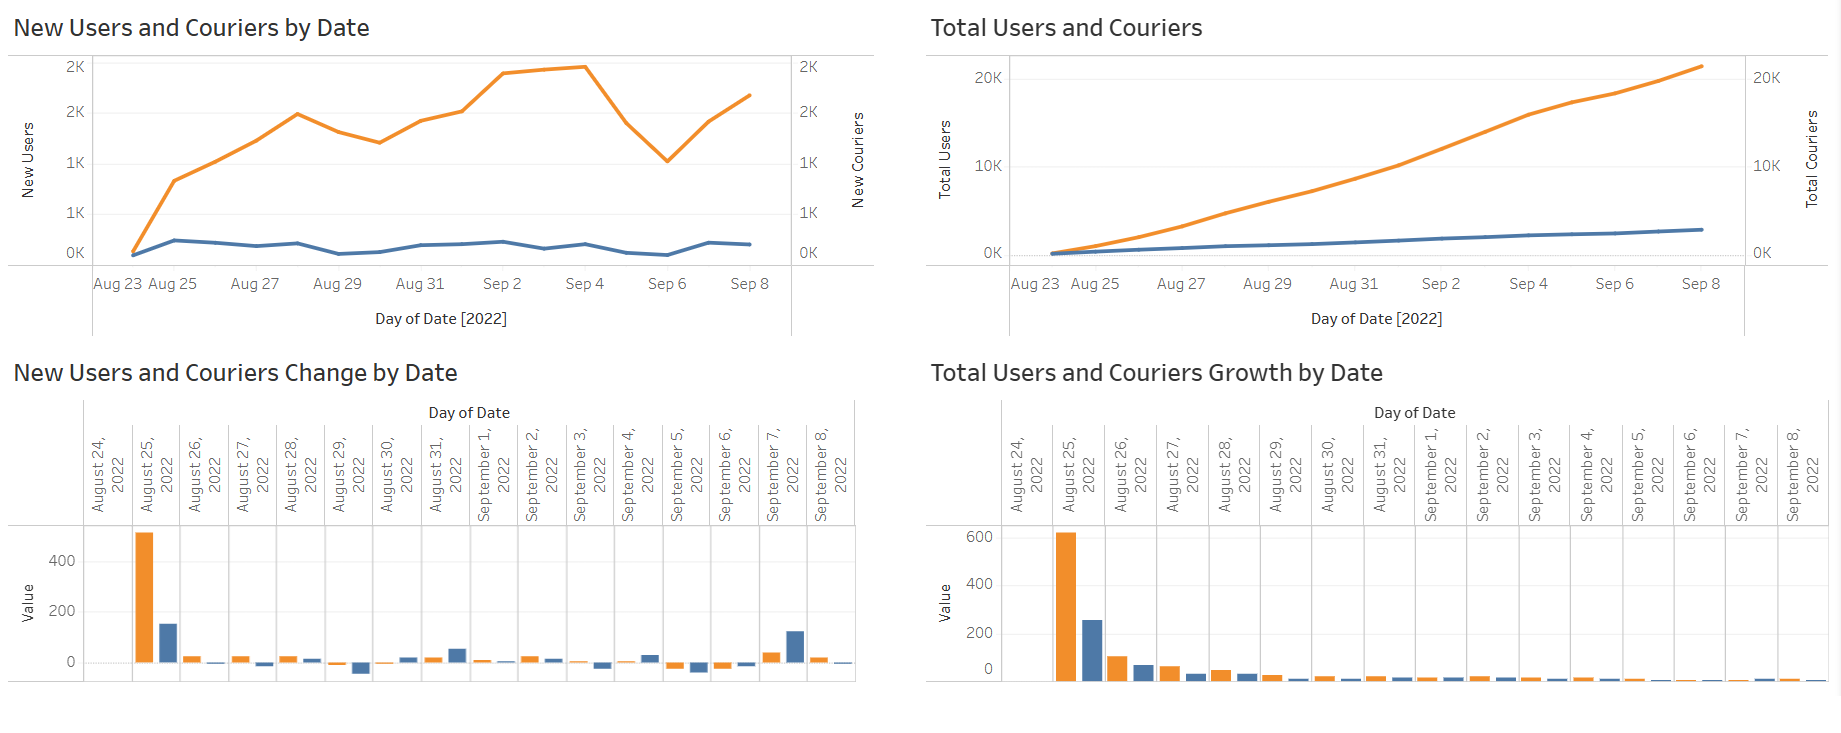 New Users and Couriers by Date
2K
2K
1K
1K
0K
New Users
2K
2K
1K
1K
0K
New Couriers
Aug 23 Aug 25 Aug 27 Aug 29 Aug 31 Sep 2 Sep 4 Sep 6 Sep 8
Day of Date [2022]
Total Users and Couriers
20K
10K
0K
Total Users
20K
10K
0K
Total Couriers
Aug 23 Aug 25 Aug 27 Aug 29 Aug 31 Sep 2 Sep 4 Sep 6 Sep 8
Day of Date [2022]
New Users and Couriers Change by Date
Day of Date
August 24,
2022
August 25,
2022
August 26,
2022
August 27,
2022
August 28,
2022
August 29,
2022
August 30,
2022
August 31,
2022
September 1,
2022
September 2,
2022
September 3,
2022
September 4,
2022
September 5,
2022
September 6,
2022
September 7,
2022
September 8,
2022
400
200
0
Value
Total Users and Couriers Growth by Date
Day of Date
August 24,
2022
August 25,
2022
August 26,
2022
August 27,
2022
August 28,
2022
August 29,
2022
August 30,
2022
August 31,
2022
September 1,
2022
September 2,
2022
September 3,
2022
September 4,
2022
September 5,
2022
September 6,
2022
September 7,
2022
September 8,
2022
600
400
200
0
Value